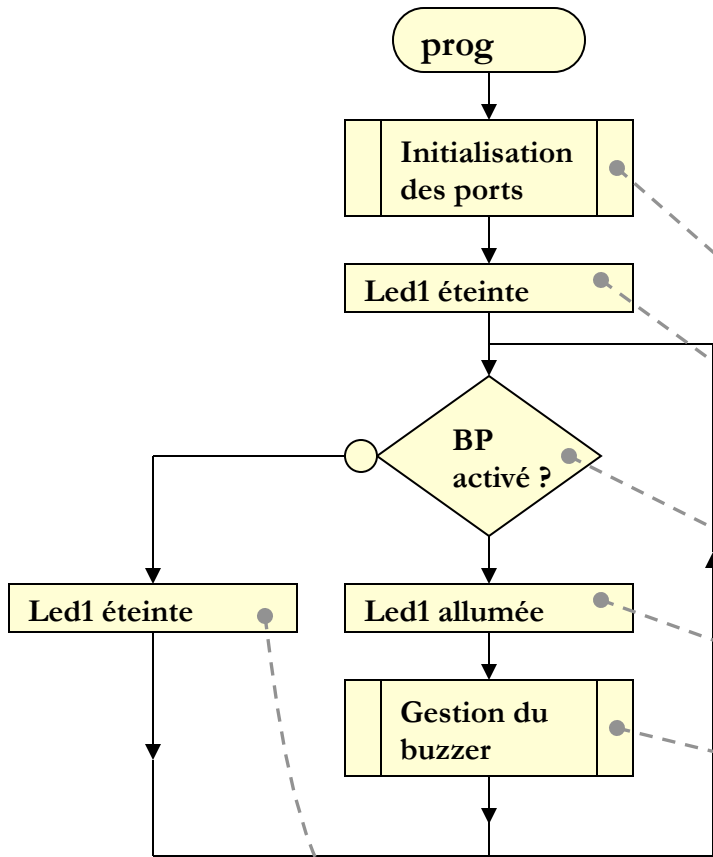 prog
Initialisation
des ports
Led1 éteinte
BP
activé ?
Led1 éteinte
Led1 allumée
Gestion du
buzzer